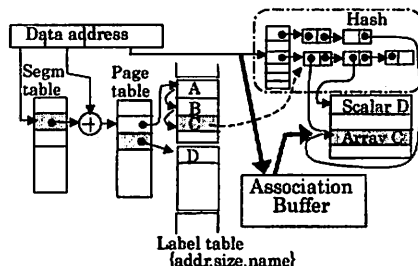 Data address
Hash
Segm
table
Page
table
A
B
C
D
Scalar D
Array C
Association
Buffer
Label table
{addr,size,name}